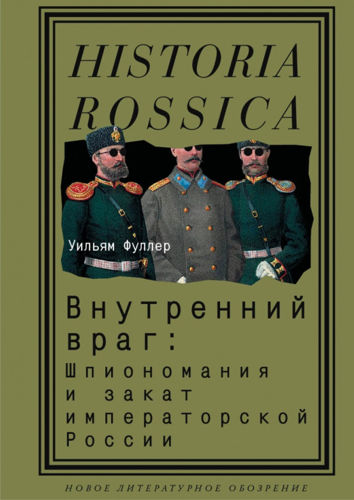 HISTORIA
ROSSICA
Уильям Фуллер
Внутренний
враг:
Шпиономания
и закат
императорской
России
НОВОЕ ЛИТЕРАТУРНОЕ ОБОЗРЕНИЕ